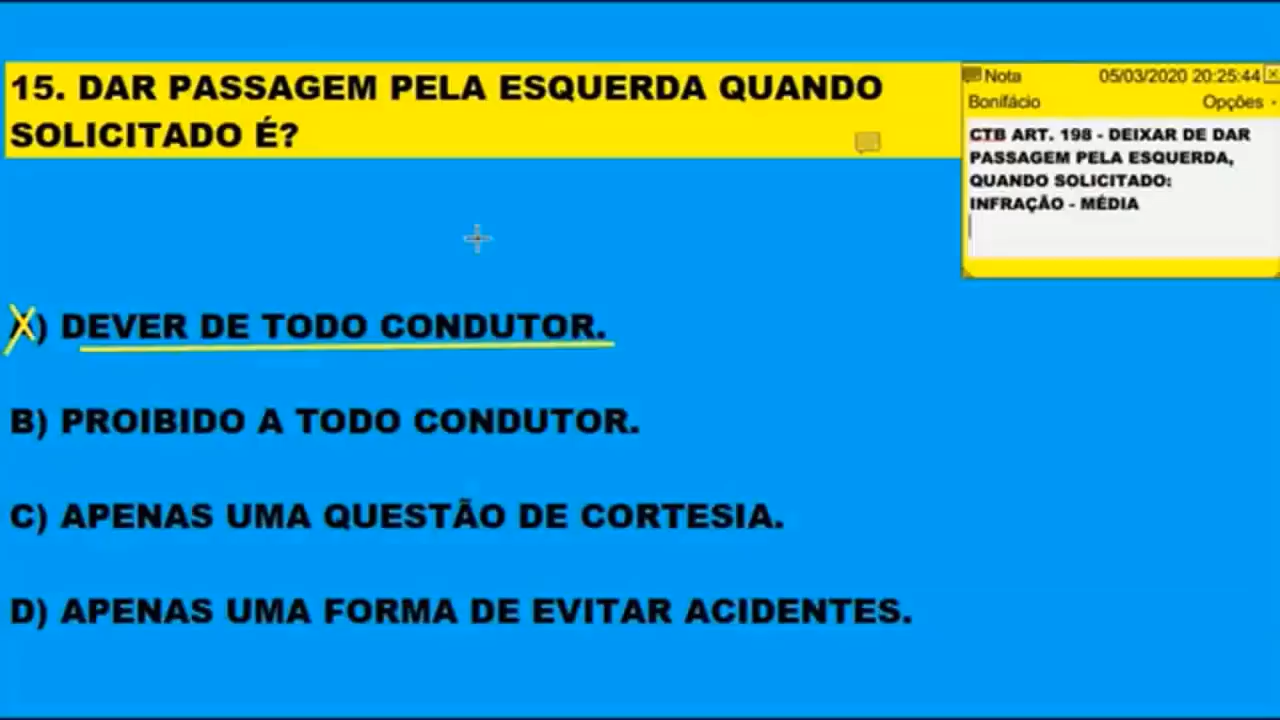 15. DAR PASSAGEM PELA ESQUERDA QUANDO
SOLICITADO É?
Nota 05/03/2020 20:25:44
Bonifácio Opções
CTB ART. 198 - DEIXAR DE DAR
PASSAGEM PELA ESQUERDA,
QUANDO SOLICITADO:
INFRAÇÃO - MÉDIA
X) DEVER DE TODO CONDUTOR.
B) PROIBIDO A TODO CONDUTOR.
C) APENAS UMA QUESTÃO DE CORTESIA.
D) APENAS UMA FORMA DE EVITAR ACIDENTES.